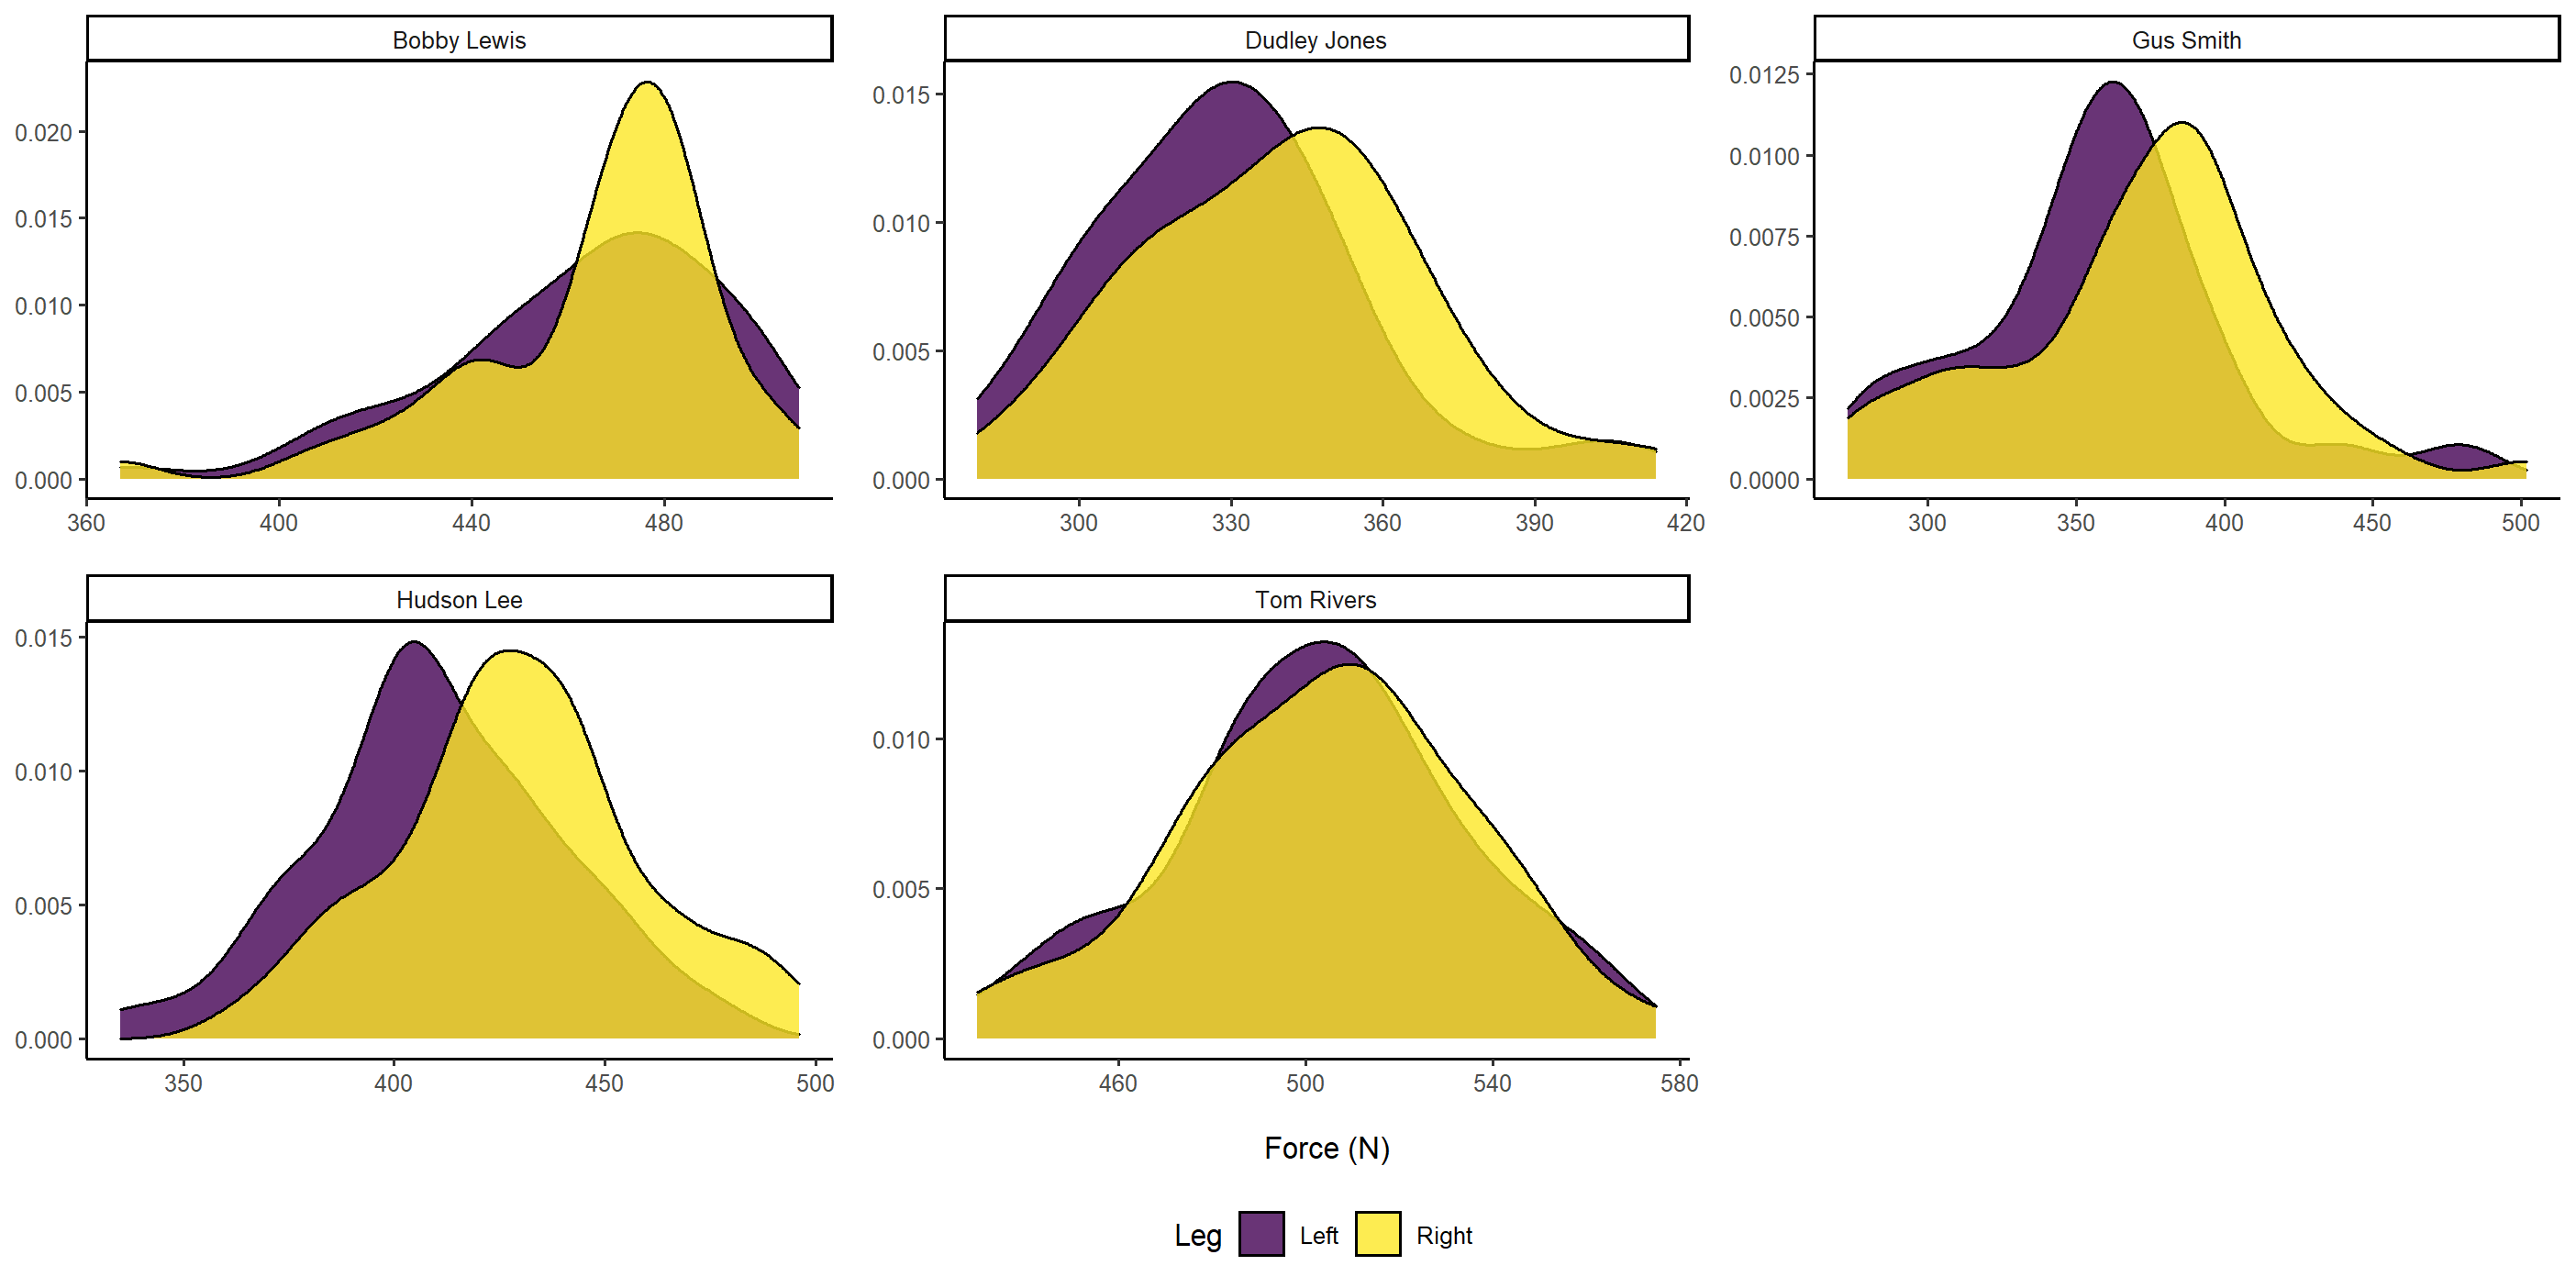 Bobby Lewis
0.020
0.015
0.010
0.005
0.000
360 400 440 480
Dudley Jones
0.015
0.010
0.005
0.000
300 330 360 390 420
Gus Smith
0.0125
0.0100
0.0075
0.0050
0.0025
0.0000
300 350 400 450 500
Hudson Lee
0.015
0.010
0.005
0.000
350 400 450 500
Tom Rivers
0.010
0.005
0.000
460 500 540 580
Force (N)
Leg Left Right